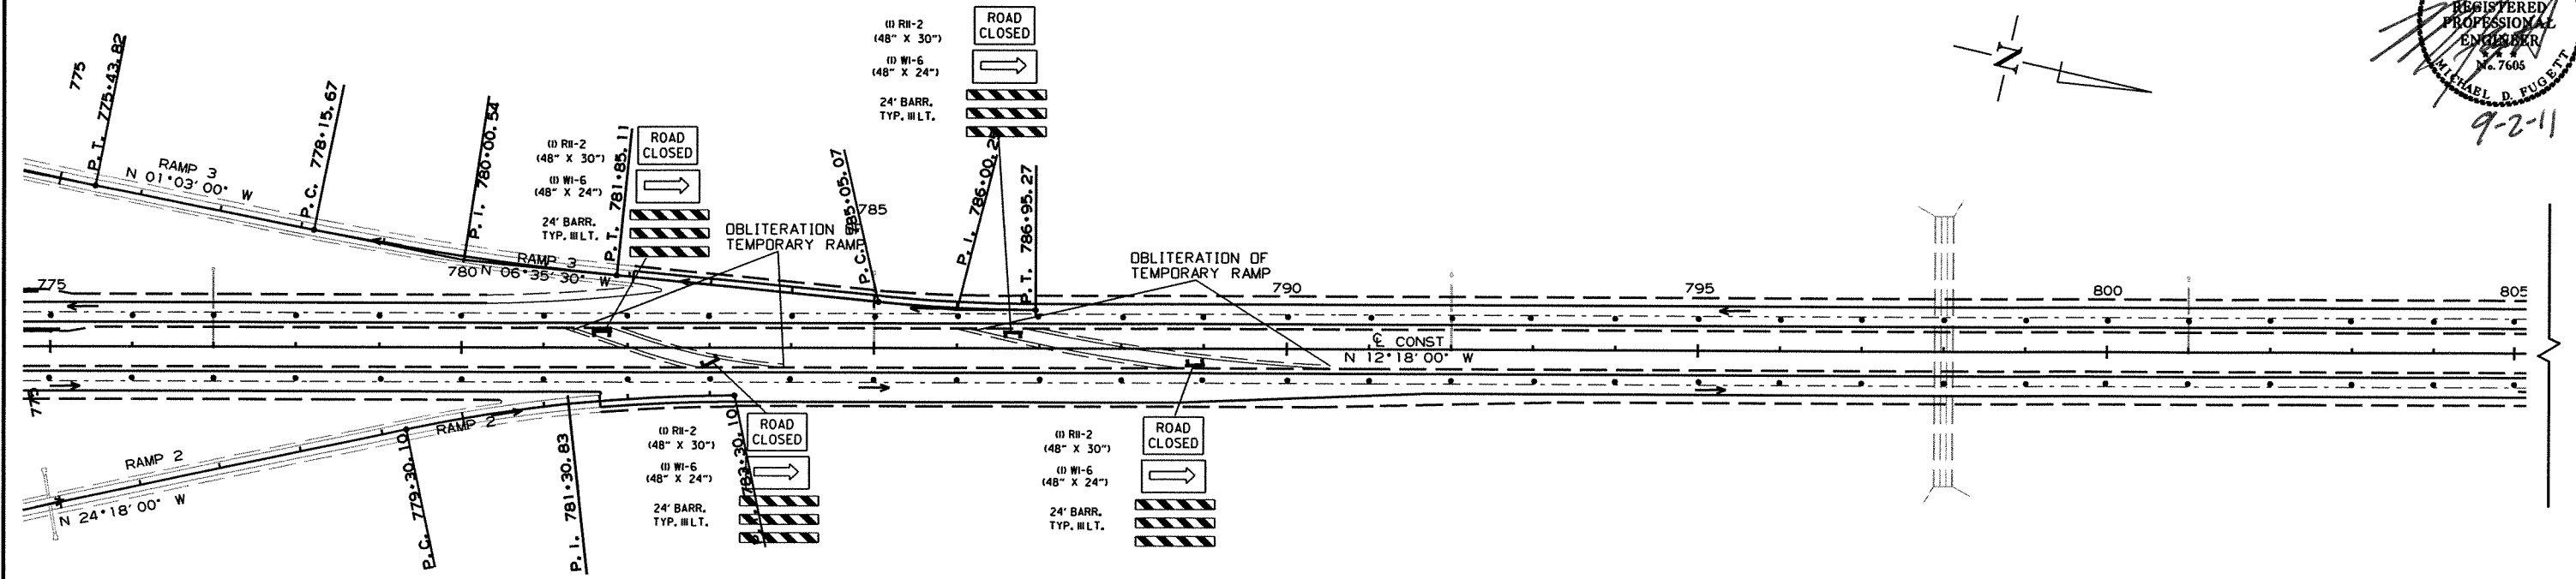 REGISTERED
PROFESSIONAL
ENGINEER
* * *
No. 7605
MICHAEL D. FUGETT
9-2-11
N
(1) R11-2
(48" X 30")
ROAD
CLOSED
(1) W1-6
(48" X 24")
24' BARR.
TYP. III LT.
(1) R11-2
(48" X 30")
ROAD
CLOSED
(1) W1-6
(48" X 24")
24' BARR.
TYP. III LT.
775
P.T. 775+43.82
P.C. 778+15.67
P.I. 780+00.54
P.T. 781+85.11
P.C. 785+05.07
785
P.I. 786+00.25
P.T. 786+95.27
RAMP 3
N 01°03'00" W
RAMP 3
780
N 06°35'30" W
OBLITERATION
TEMPORARY RAMP
OBLITERATION OF
TEMPORARY RAMP
775
790
795
800
805
℄ CONST
N 12°18'00" W
775
RAMP 2
RAMP 2
N 24°18'00" W
P.C. 779+30.10
P.I. 781+30.83
783+30.10
(1) R11-2
(48" X 30")
ROAD
CLOSED
(1) W1-6
(48" X 24")
24' BARR.
TYP. III LT.
(1) R11-2
(48" X 30")
ROAD
CLOSED
(1) W1-6
(48" X 24")
24' BARR.
TYP. III LT.